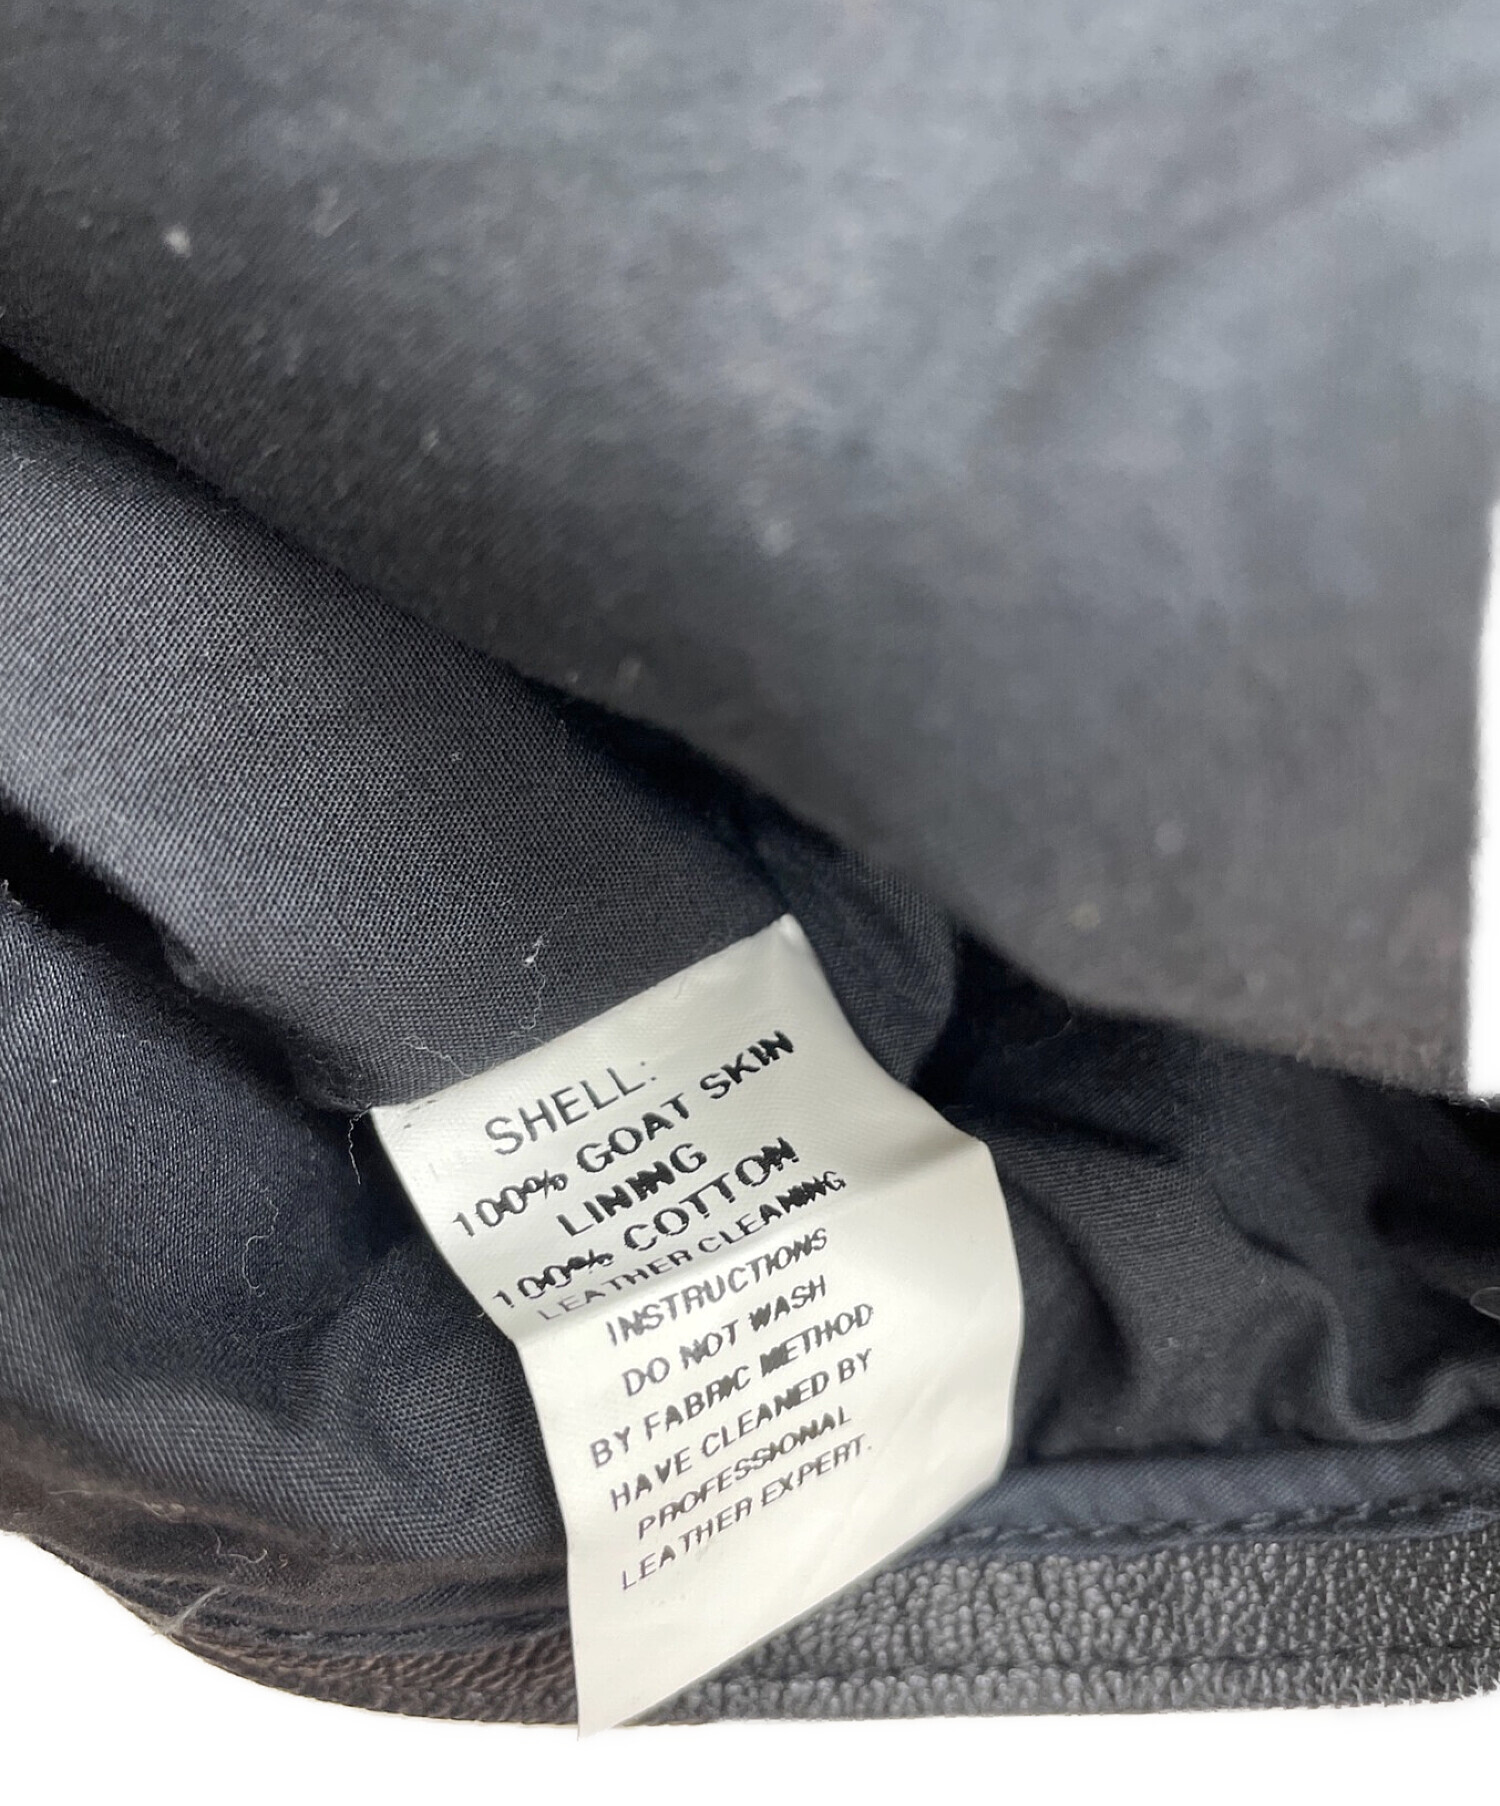 SHELL:
100% GOAT SKIN
LINING
100% COTTON
LEATHER CLEANING
INSTRUCTIONS
DO NOT WASH
BY FABRIC METHOD
HAVE CLEANED BY
PROFESSIONAL
LEATHER EXPERT.